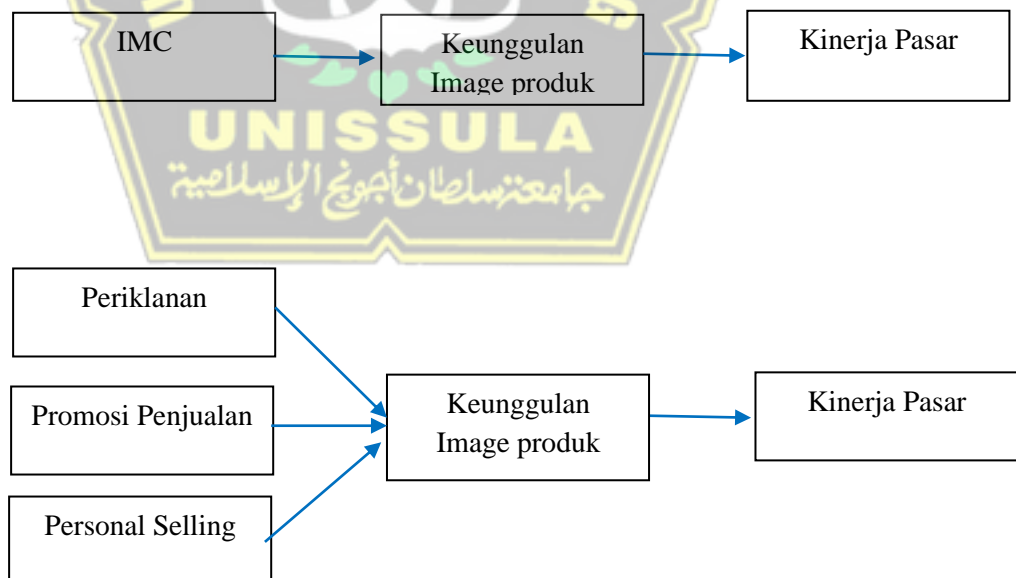 IMC
Keunggulan
Image produk
Kinerja Pasar
UNISSULA
جامعة سلطان أجونج الإسلامية
Periklanan
Promosi Penjualan
Personal Selling
Keunggulan
Image produk
Kinerja Pasar